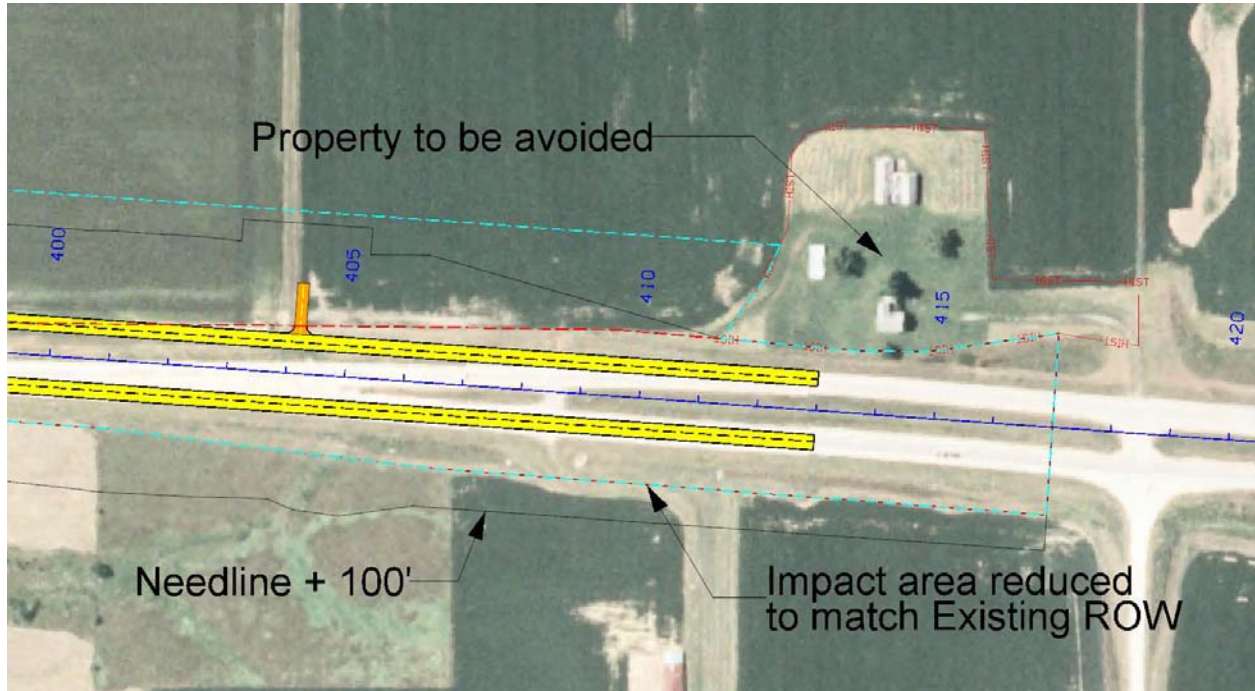 HIST HIST
Property to be avoided
HIST
HIST
400
405
410
HIST HIST
415
420
HIST HIST HIST HIST
Needline + 100'
Impact area reduced
to match Existing ROW